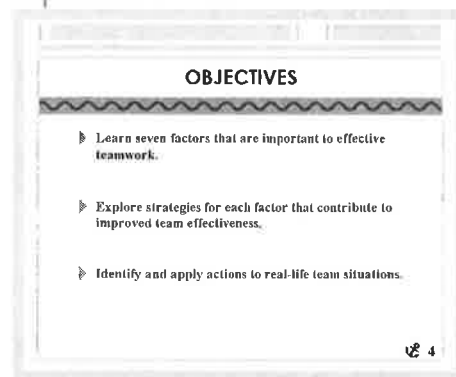 OBJECTIVES
Learn seven factors that are important to effective
teamwork.
Explore strategies for each factor that contribute to
improved team effectiveness.
Identify and apply actions to real-life team situations.
4